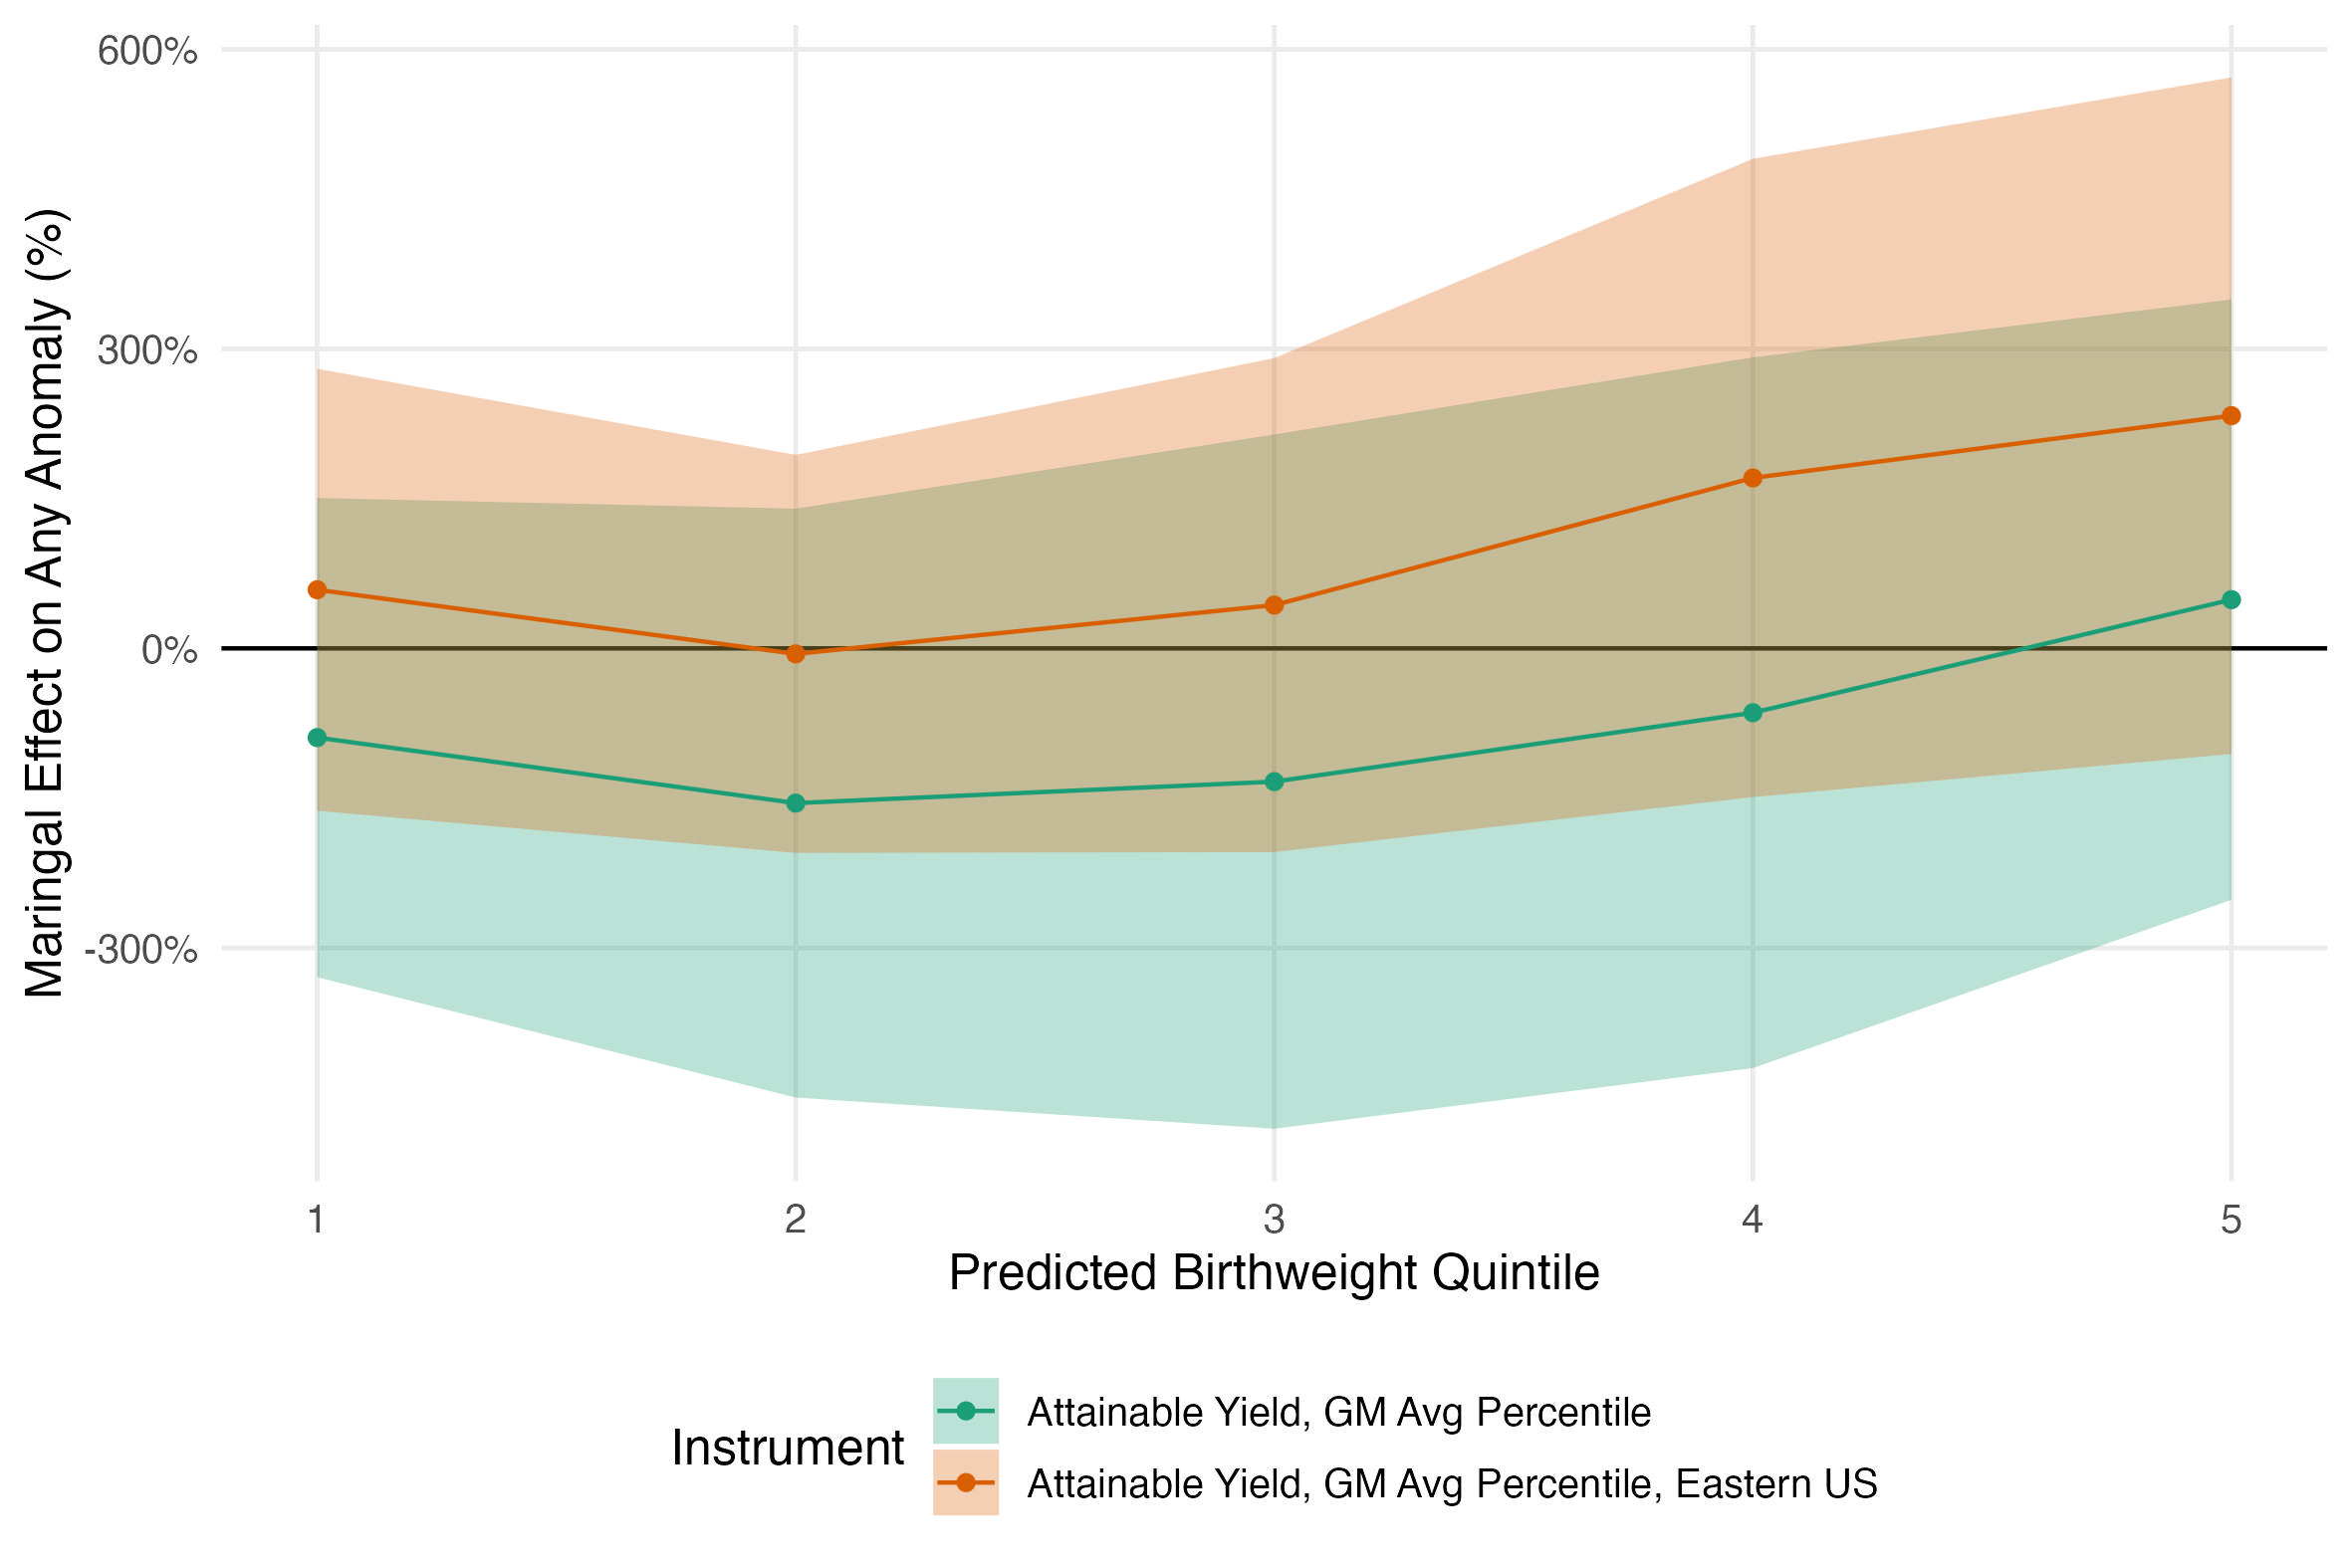 Maringal Effect on Any Anomaly (%)
600%
300%
0%
-300%
1 2 3 4 5
Predicted Birthweight Quintile
Instrument
Attainable Yield, GM Avg Percentile
Attainable Yield, GM Avg Percentile, Eastern US